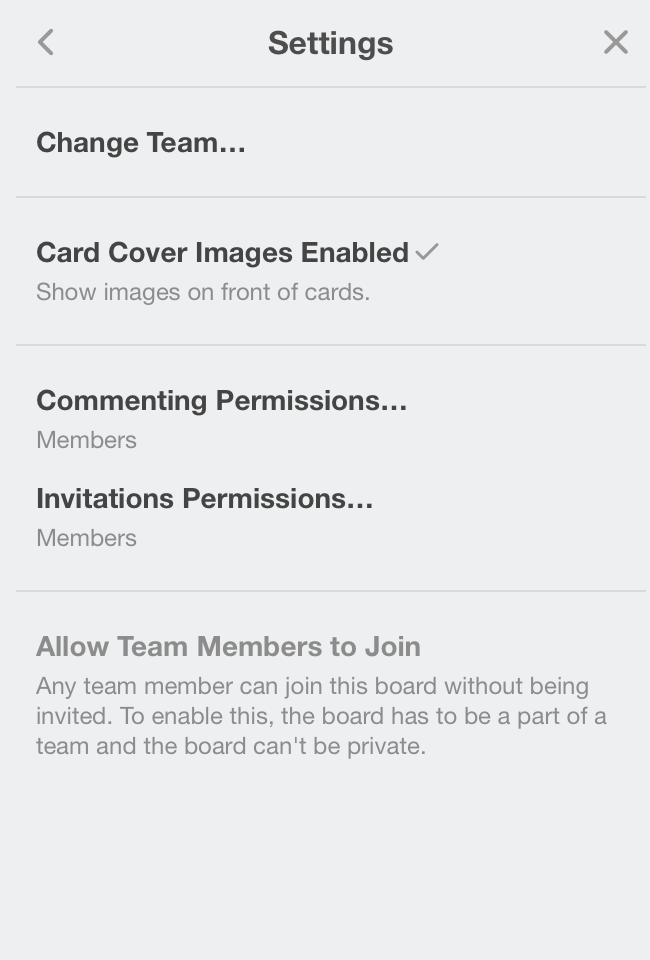 Settings
Change Team…
Card Cover Images Enabled
Show images on front of cards.
Commenting Permissions…
Members
Invitations Permissions…
Members
Allow Team Members to Join
Any team member can join this board without being
invited. To enable this, the board has to be a part of a
team and the board can't be private.